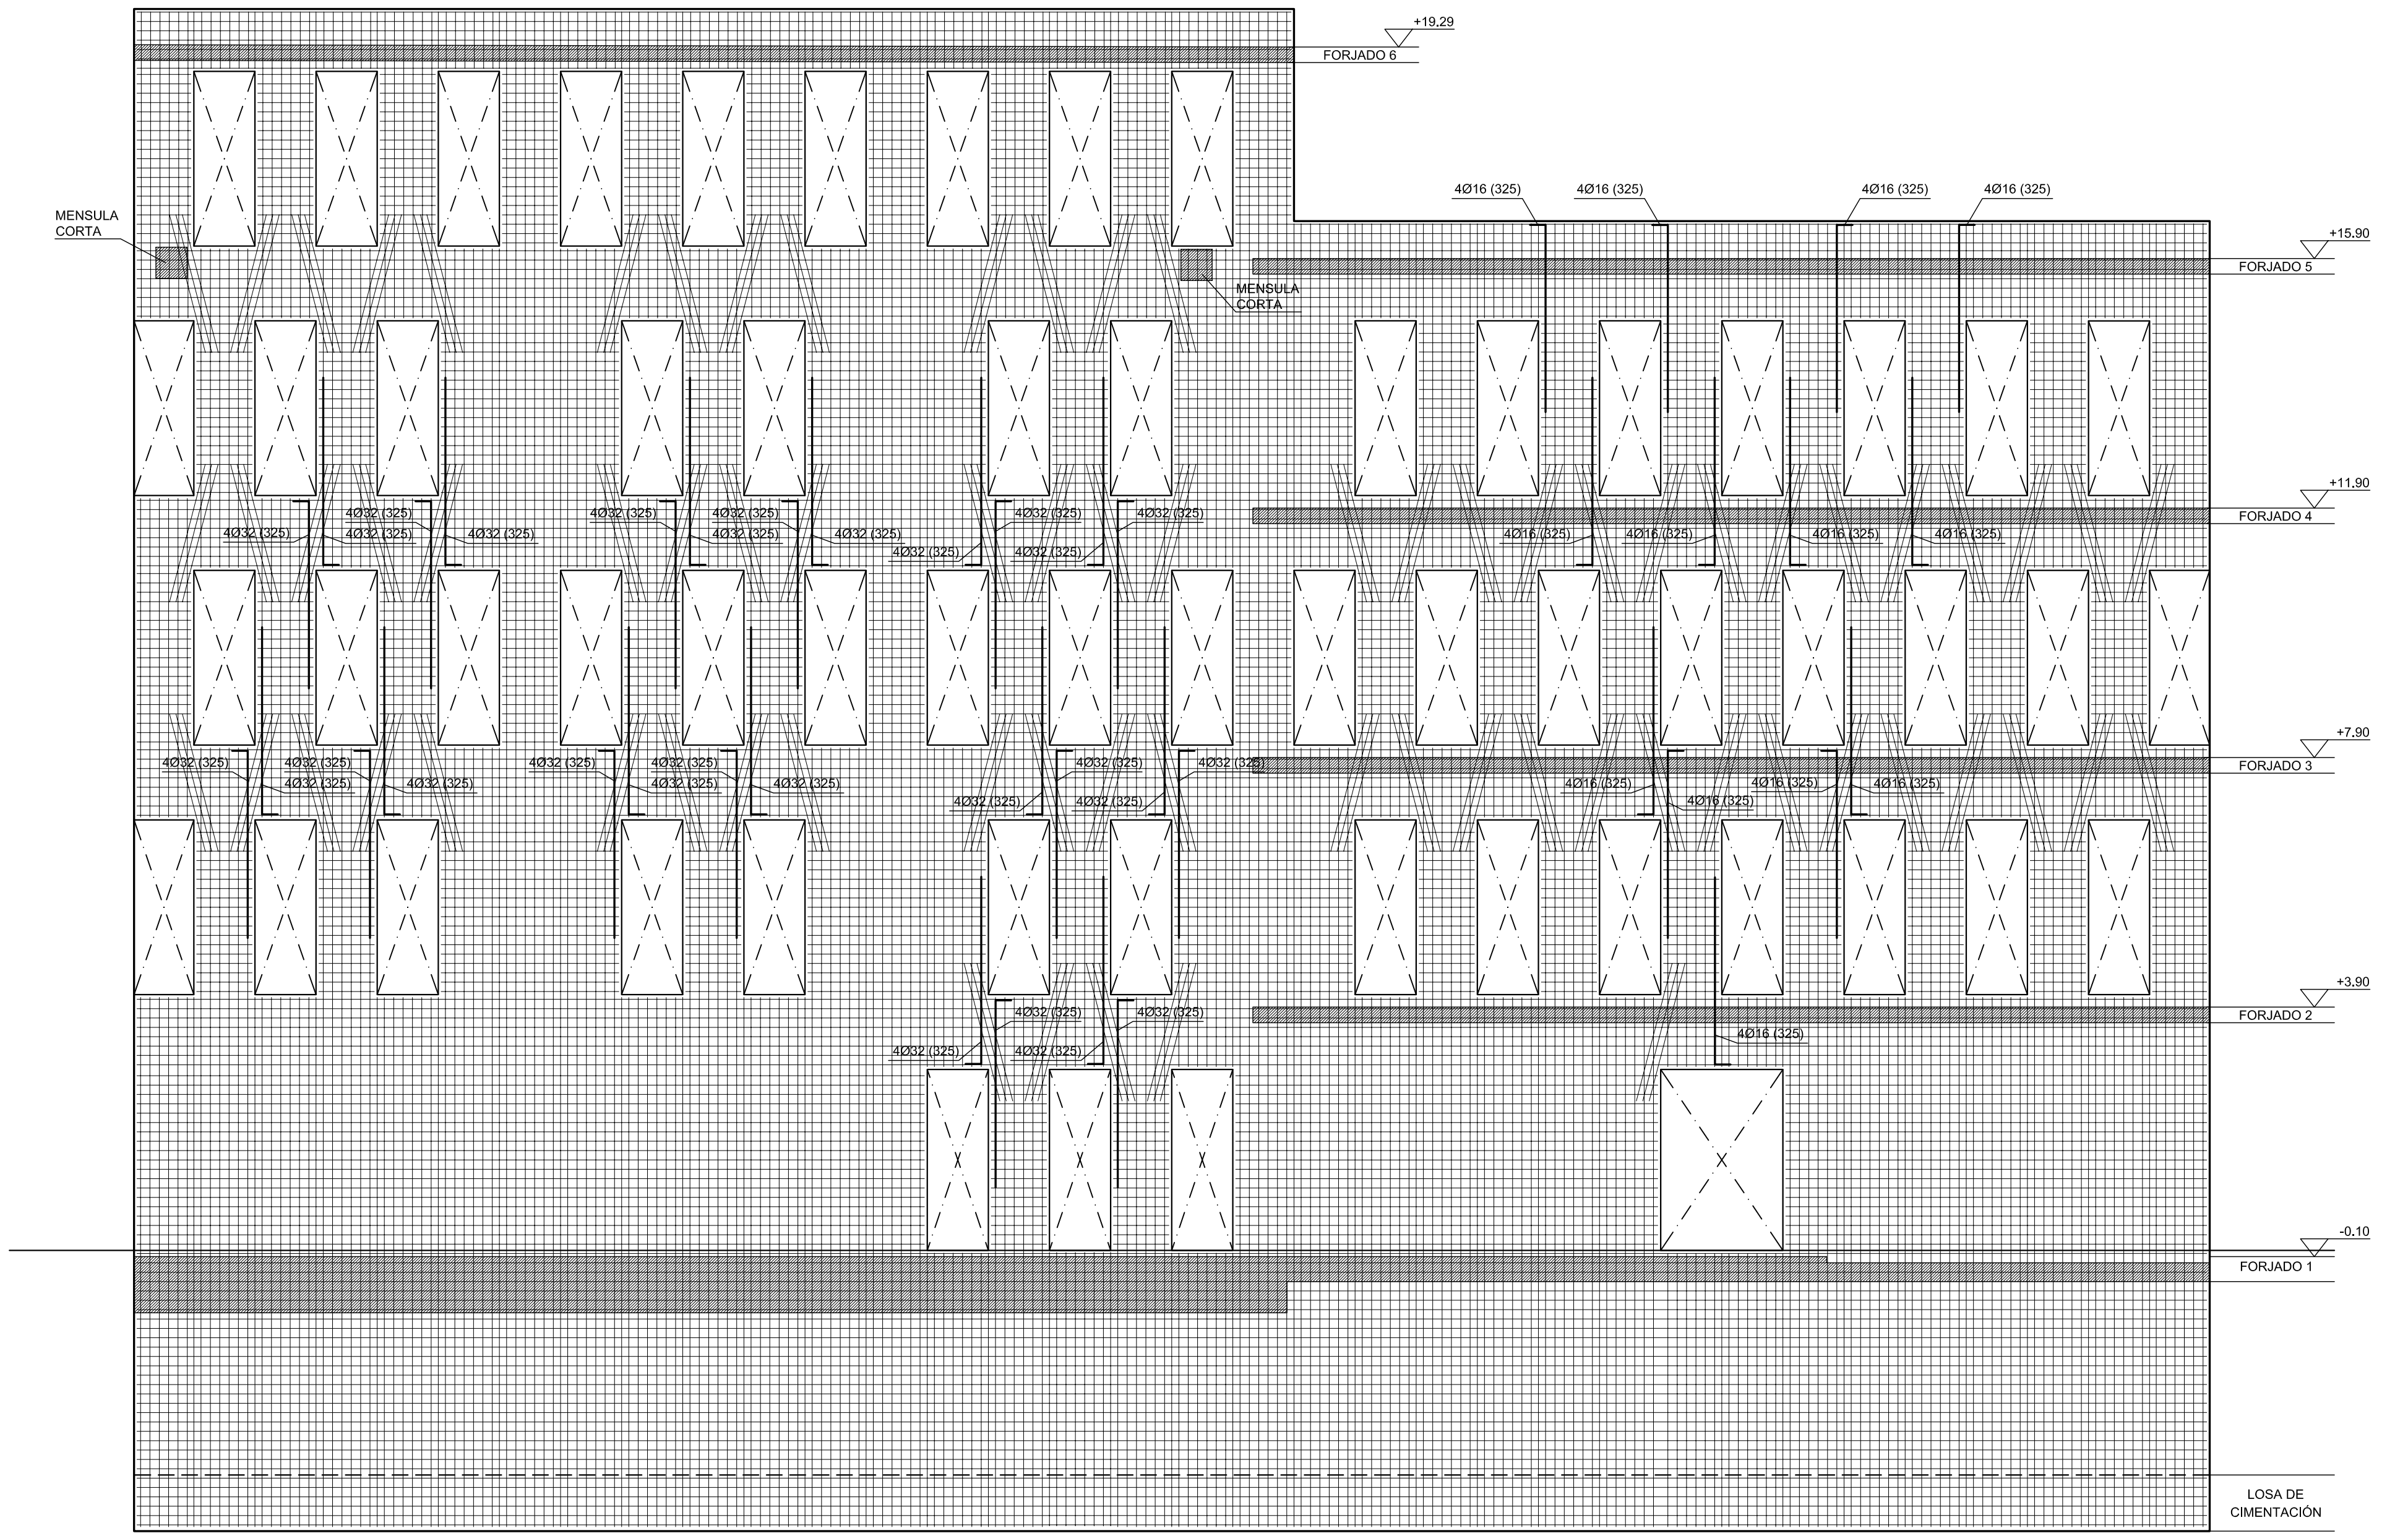 +19.29
FORJADO 6
4Ø16 (325)
4Ø16 (325)
4Ø16 (325)
4Ø16 (325)
MENSULA
CORTA
+15.90
FORJADO 5
MENSULA
CORTA
+11.90
FORJADO 4
4Ø32 (325)
4Ø32 (325)
4Ø32 (325)
4Ø32 (325)
4Ø32 (325)
4Ø32 (325)
4Ø32 (325)
4Ø32 (325)
4Ø32 (325)
4Ø32 (325)
4Ø32 (325)
4Ø32 (325)
4Ø16 (325)
4Ø16 (325)
4Ø16 (325)
4Ø16 (325)
+7.90
FORJADO 3
4Ø32 (325)
4Ø32 (325)
4Ø32 (325)
4Ø32 (325)
4Ø32 (325)
4Ø32 (325)
4Ø32 (325)
4Ø32 (325)
4Ø32 (325)
4Ø32 (325)
4Ø32 (325)
4Ø32 (325)
4Ø16 (325)
4Ø16 (325)
4Ø16 (325)
4Ø16 (325)
+3.90
FORJADO 2
4Ø32 (325)
4Ø32 (325)
4Ø32 (325)
4Ø32 (325)
4Ø16 (325)
-0.10
FORJADO 1
LOSA DE
CIMENTACIÓN